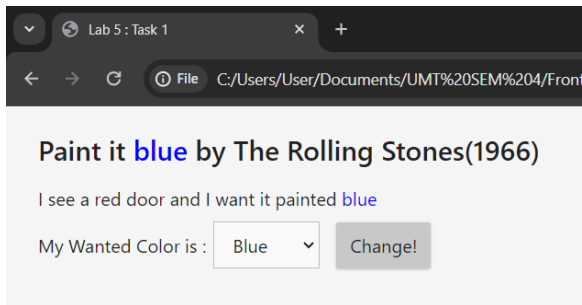 Lab 5 : Task 1
File C:/Users/User/Documents/UMT%20SEM%204/Front
Paint it blue by The Rolling Stones(1966)
I see a red door and I want it painted blue
My Wanted Color is : Blue Change!